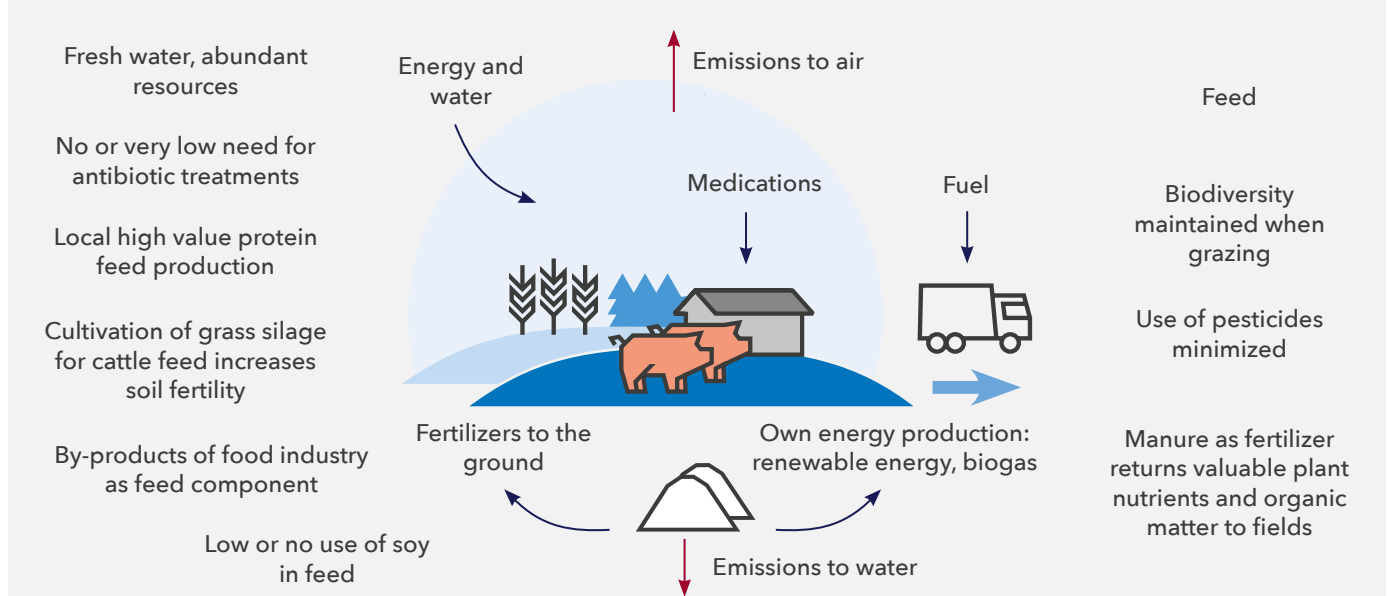 Fresh water, abundant
resources
No or very low need for
antibiotic treatments
Local high value protein
feed production
Cultivation of grass silage
for cattle feed increases
soil fertility
By-products of food industry
as feed component
Low or no use of soy
in feed
Energy and
water
Emissions to air
Medications
Fuel
Fertilizers to the
ground
Own energy production:
renewable energy, biogas
Emissions to water
Feed
Biodiversity
maintained when
grazing
Use of pesticides
minimized
Manure as fertilizer
returns valuable plant
nutrients and organic
matter to fields